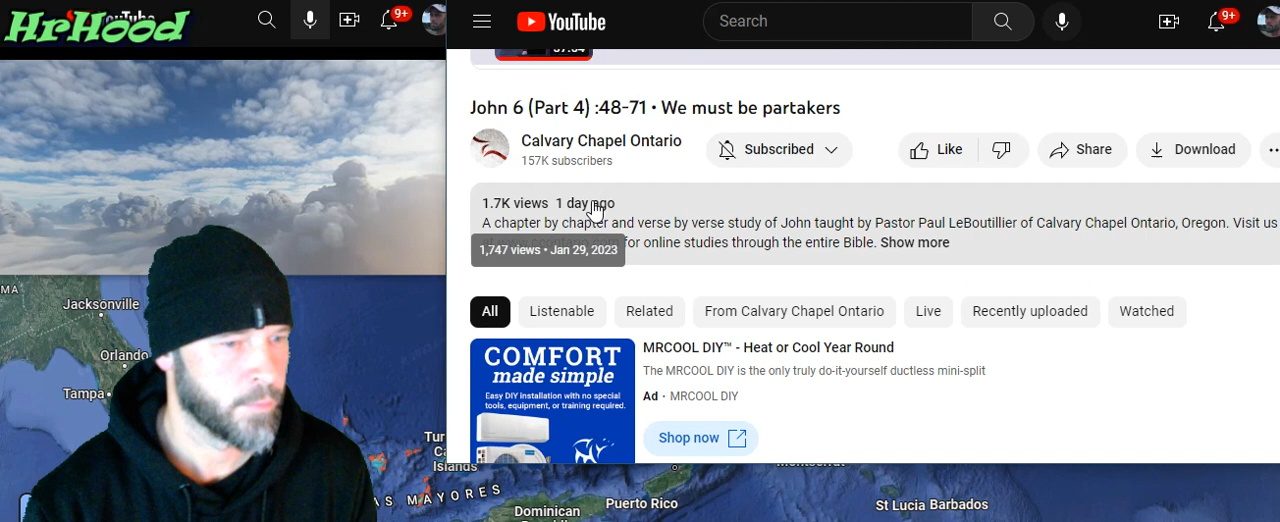 HrHood
9+
YouTube
Search
9+
37:04
John 6 (Part 4) :48-71 • We must be partakers
Calvary Chapel Ontario
157K subscribers
Subscribed
Like
Share
Download
1.7K views 1 day ago
A chapter by chapter and verse by verse study of John taught by Pastor Paul LeBoutillier of Calvary Chapel Ontario, Oregon. Visit us
for online studies through the entire Bible. Show more
1,747 views • Jan 29, 2023
All
Listenable
Related
From Calvary Chapel Ontario
Live
Recently uploaded
Watched
COMFORT
made simple
Easy DIY installation with no special
tools, equipment, or training required.
MRCOOL DIY™ - Heat or Cool Year Round
The MRCOOL DIY is the only truly do-it-yourself ductless mini-split
Ad • MRCOOL DIY
Shop now
MA
Jacksonville
Orlando
Tampa
Islands
AS MAYORES
Dominican
Puerto Rico
St Lucia
Barbados